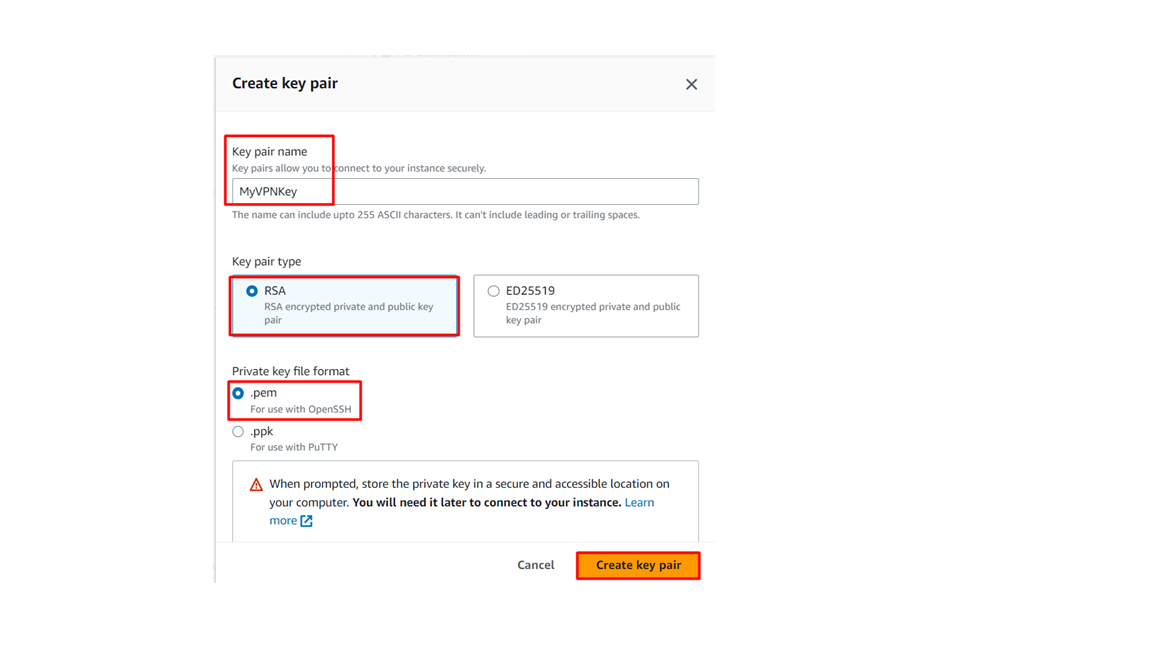 Create key pair
Key pair name
Key pairs allow you to connect to your instance securely.
MyVPNKey
The name can include upto 255 ASCII characters. It can't include leading or trailing spaces.
Key pair type
RSA
RSA encrypted private and public key
pair
ED25519
ED25519 encrypted private and public
key pair
Private key file format
.pem
For use with OpenSSH
.ppk
For use with PuTTY
When prompted, store the private key in a secure and accessible location on
your computer. You will need it later to connect to your instance. Learn
more
Cancel
Create key pair